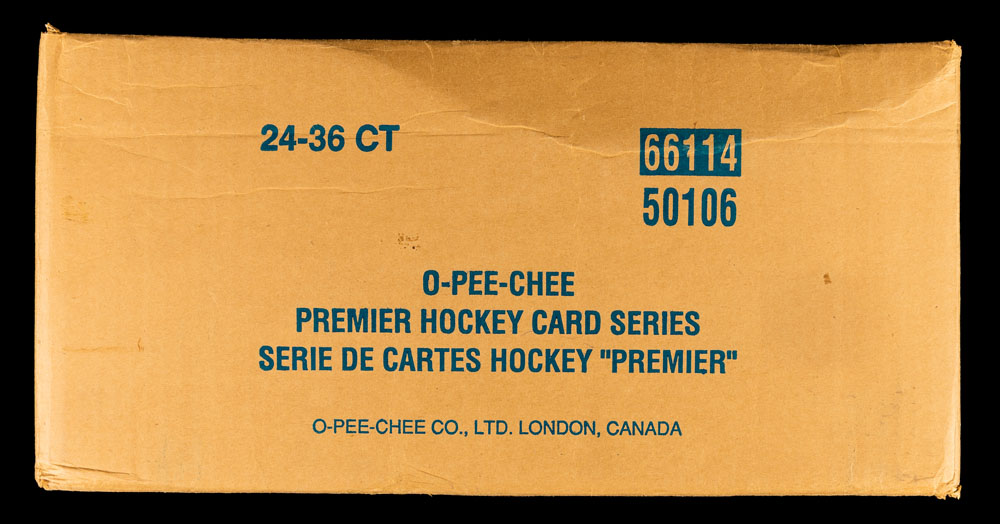 24-36 CT
66114
50106
O-PEE-CHEE
PREMIER HOCKEY CARD SERIES
SERIE DE CARTES HOCKEY "PREMIER"
O-PEE-CHEE CO., LTD. LONDON, CANADA